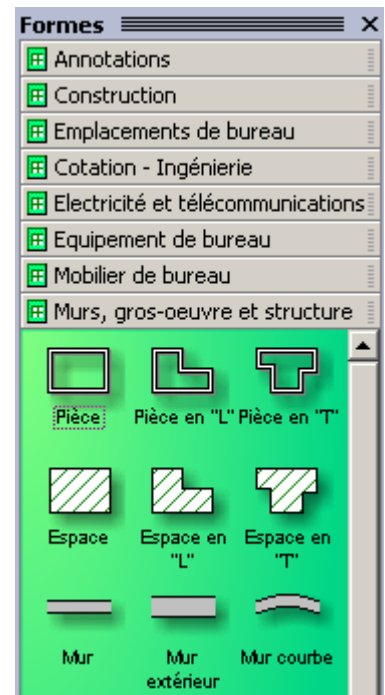 Formes
Annotations
Construction
Emplacements de bureau
Cotation - Ingénierie
Electricité et télécommunications
Equipement de bureau
Mobilier de bureau
Murs, gros-oeuvre et structure
Pièce Pièce en "L" Pièce en "T"
Espace Espace en "L" Espace en "T"
Mur Mur extérieur Mur courbe